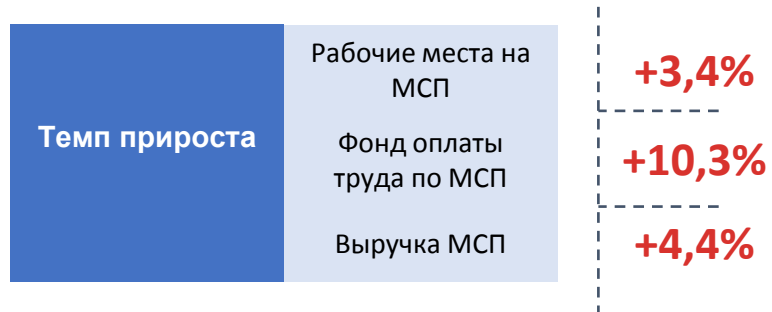 Темп прироста
Рабочие места на
МСП
+3,4%
Фонд оплаты
труда по МСП
+10,3%
Выручка МСП
+4,4%